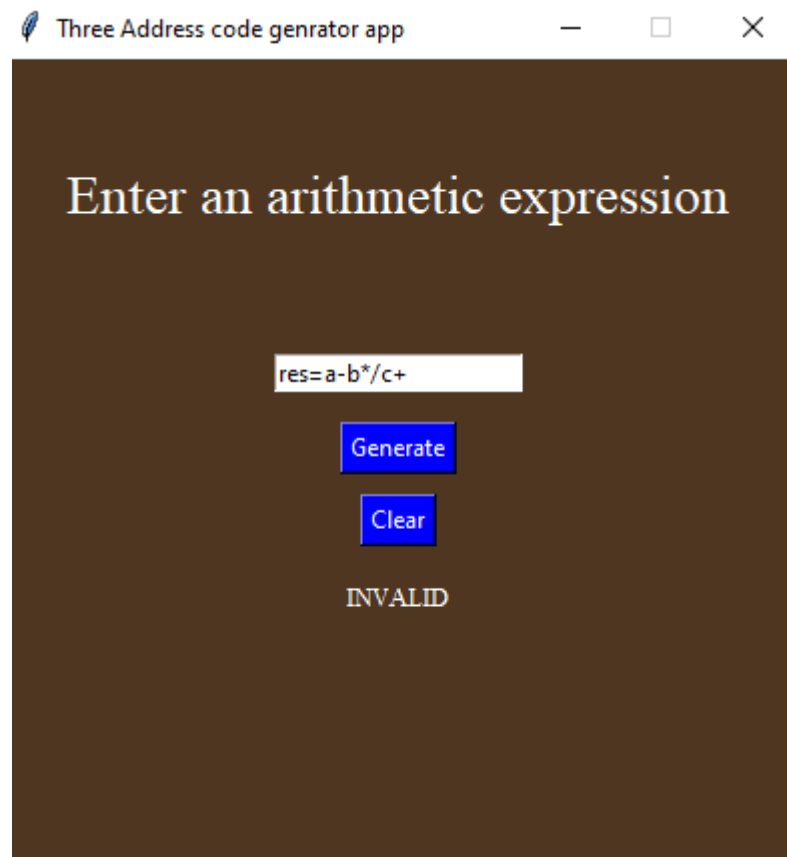 Three Address code genrator app
Enter an arithmetic expression
res=a-b*/c+
Generate
Clear
INVALID